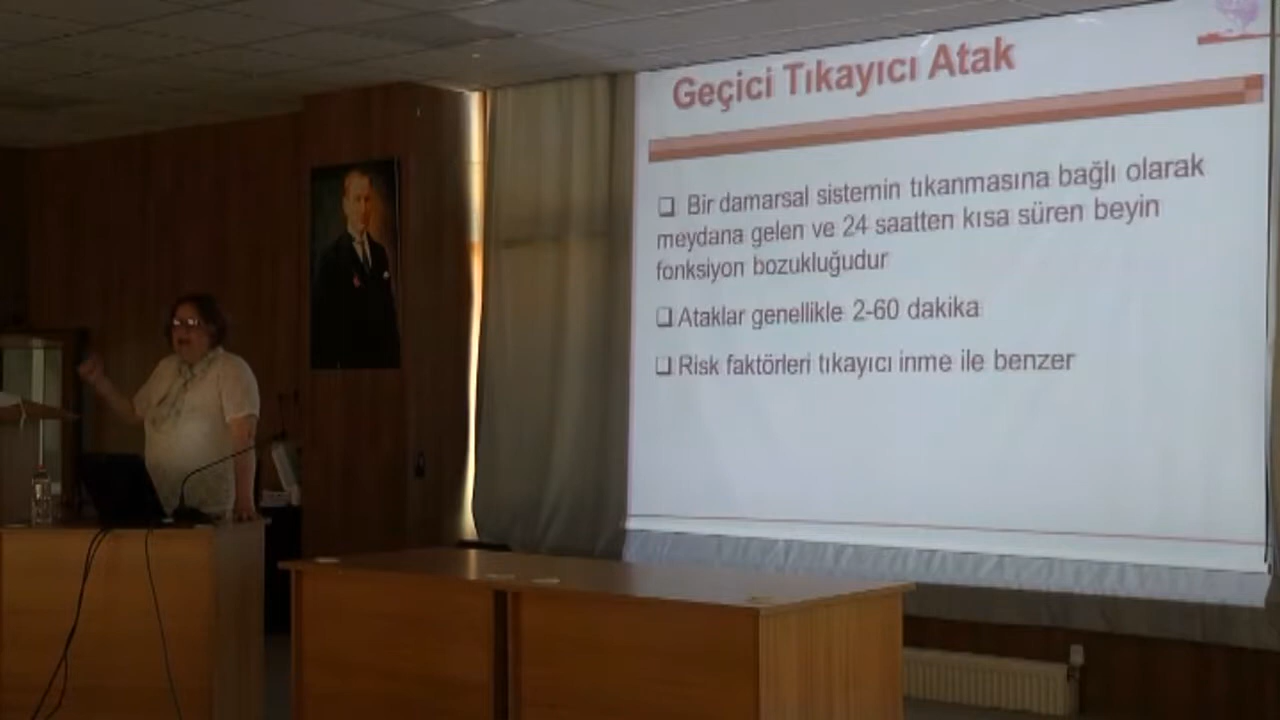 Geçici Tıkayıcı Atak
❑ Bir damarsal sistemin tıkanmasına bağlı olarak
meydana gelen ve 24 saatten kısa süren beyin
fonksiyon bozukluğudur
❑ Ataklar genellikle 2-60 dakika
❑ Risk faktörleri tıkayıcı inme ile benzer